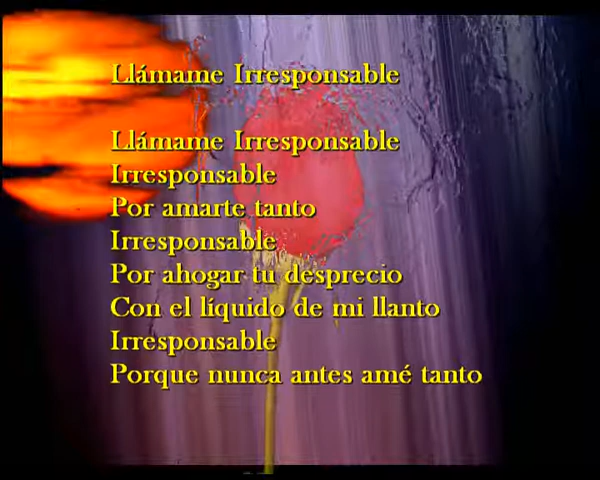 Llámame Irresponsable
Llámame Irresponsable
Irresponsable
Por amarte tanto
Irresponsable
Por ahogar tu desprecio
Con el líquido de mi llanto
Irresponsable
Porque nunca antes amé tanto